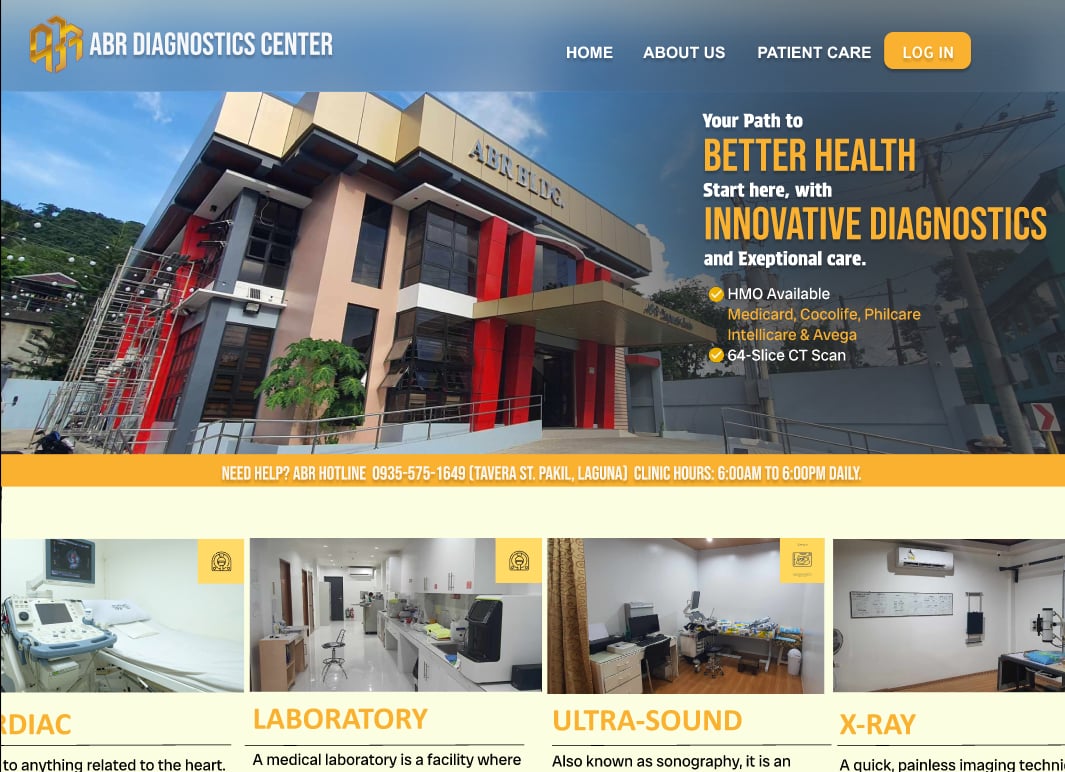 ABR DIAGNOSTICS CENTER
HOME ABOUT US PATIENT CARE LOG IN
ABR BLDG.
Your Path to
BETTER HEALTH
Start here, with
INNOVATIVE DIAGNOSTICS
and Exeptional care.
HMO Available
Medicard, Cocolife, Philcare
Intellicare & Avega
64-Slice CT Scan
NEED HELP? ABR HOTLINE 0935-575-1649 (TAVERA ST. PAKIL, LAGUNA) CLINIC HOURS: 6:00AM TO 6:00PM DAILY.
RDIAC
to anything related to the heart.
LABORATORY
A medical laboratory is a facility where
ULTRA-SOUND
Also known as sonography, it is an
X-RAY
A quick, painless imaging techni